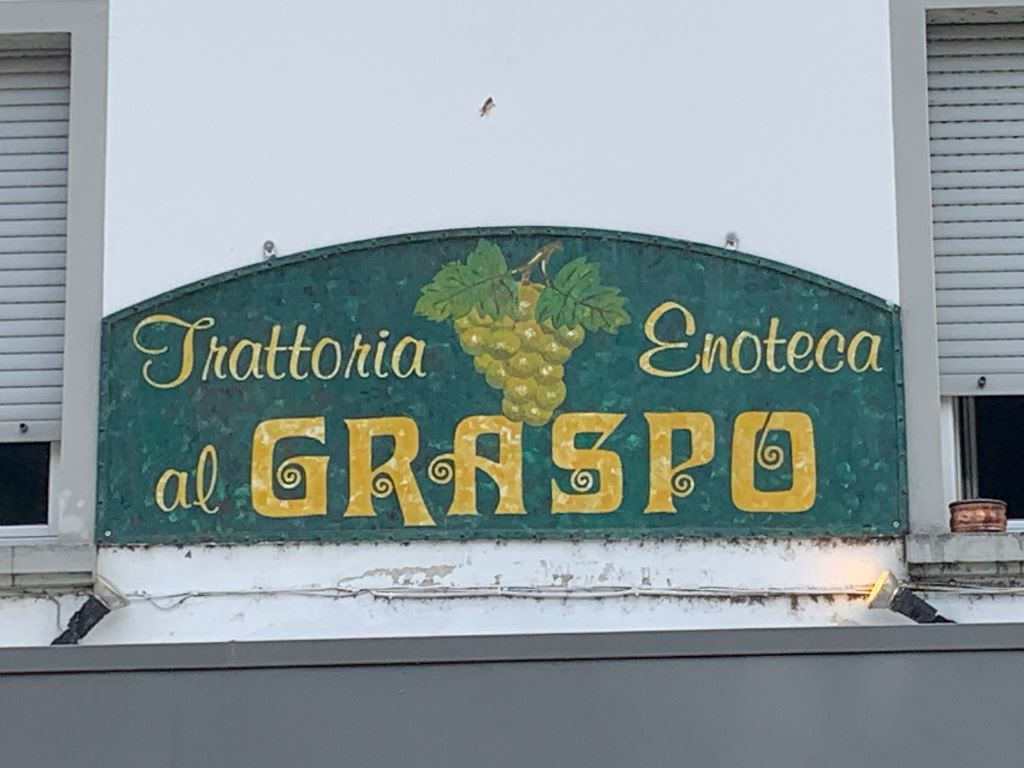 Trattoria Enoteca
al GRASPO